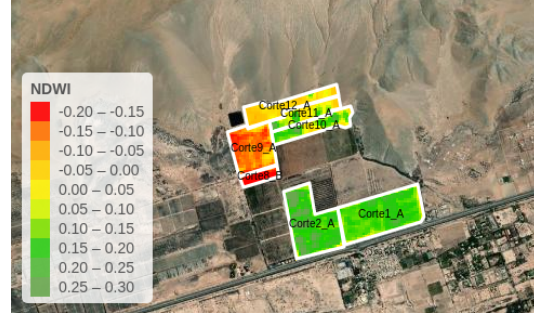 NDWI
-0.20 – -0.15
-0.15 – -0.10
-0.10 – -0.05
-0.05 – 0.00
0.00 – 0.05
0.05 – 0.10
0.10 – 0.15
0.15 – 0.20
0.20 – 0.25
0.25 – 0.30
Corte12_A
Corte11_A
Corte10_A
Corte9_A
Corte8_B
Corte2_A
Corte1_A